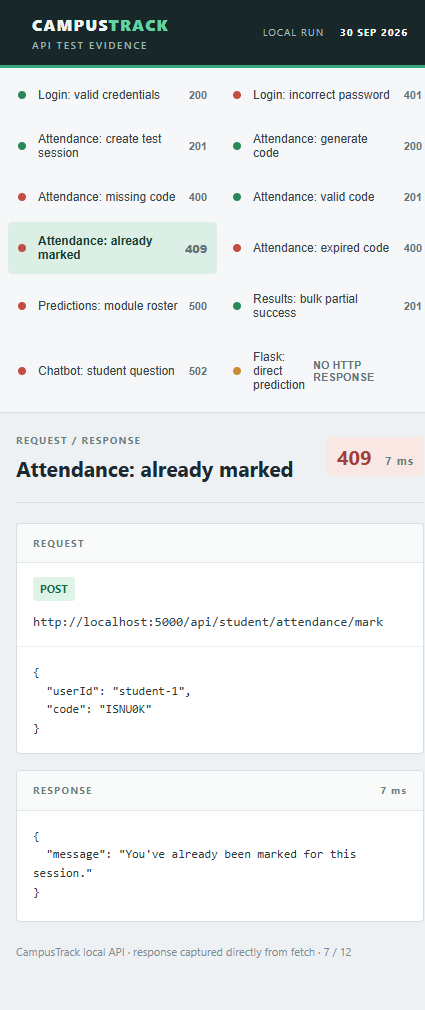 CAMPUSTRACK
API TEST EVIDENCE
LOCAL RUN 30 SEP 2026
Login: valid credentials 200
Login: incorrect password 401
Attendance: create test
session
201
Attendance: generate
code
200
Attendance: missing code 400
Attendance: valid code 201
Attendance: already
marked
409
Attendance: expired code 400
Predictions: module roster 500
Results: bulk partial
success
201
Chatbot: student question 502
Flask:
direct
prediction
NO HTTP
RESPONSE
REQUEST / RESPONSE
Attendance: already marked
409 7 ms
REQUEST
POST
http://localhost:5000/api/student/attendance/mark
{
"userId": "student-1",
"code": "ISNU0K"
}
RESPONSE 7 ms
{
"message": "You've already been marked for this
session."
}
CampusTrack local API · response captured directly from fetch · 7 / 12